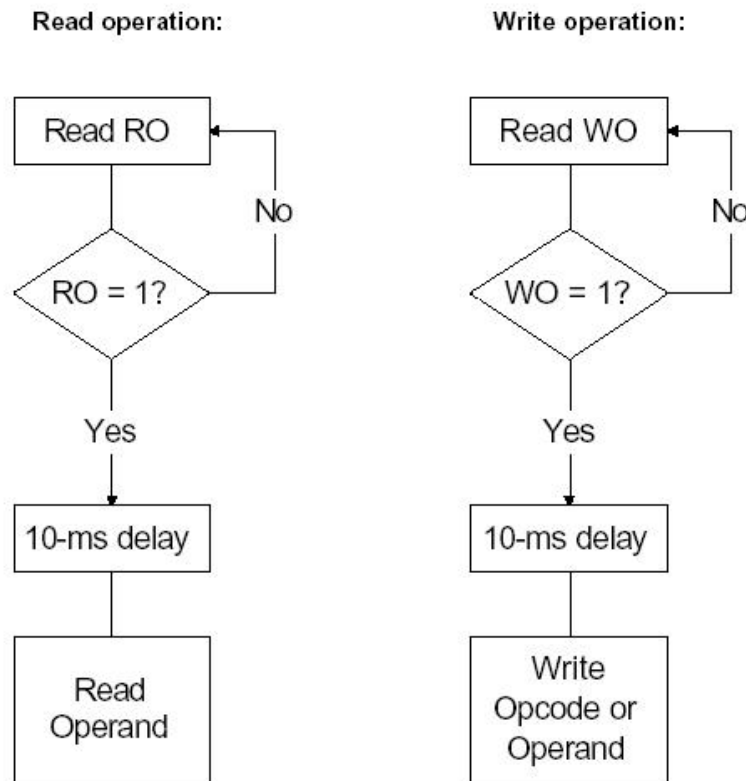 Read operation:
Read RO
No
RO = 1?
Yes
10-ms delay
Read
Operand
Write operation:
Read WO
No
WO = 1?
Yes
10-ms delay
Write
Opcode or
Operand